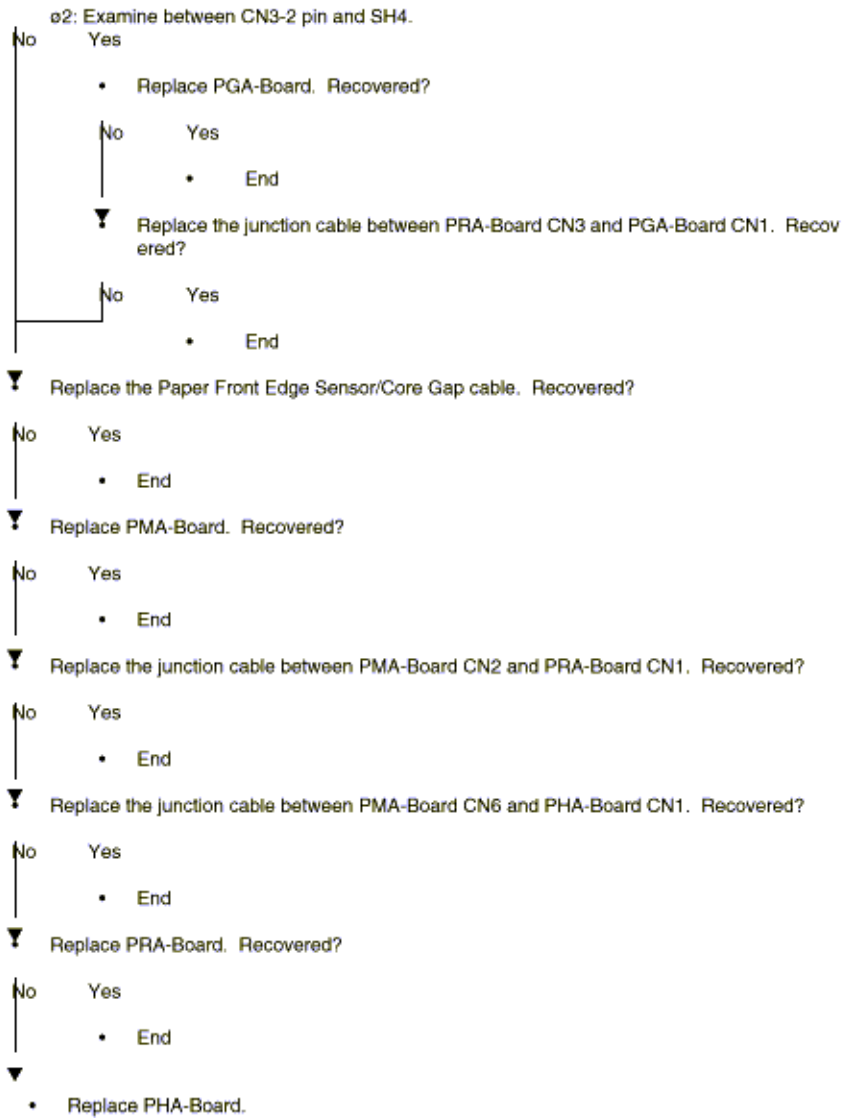 ø2: Examine between CN3-2 pin and SH4.
No Yes
• Replace PGA-Board. Recovered?
No Yes
• End
Replace the junction cable between PRA-Board CN3 and PGA-Board CN1. Recov
ered?
No Yes
• End
Replace the Paper Front Edge Sensor/Core Gap cable. Recovered?
No Yes
• End
Replace PMA-Board. Recovered?
No Yes
• End
Replace the junction cable between PMA-Board CN2 and PRA-Board CN1. Recovered?
No Yes
• End
Replace the junction cable between PMA-Board CN6 and PHA-Board CN1. Recovered?
No Yes
• End
Replace PRA-Board. Recovered?
No Yes
• End
• Replace PHA-Board.